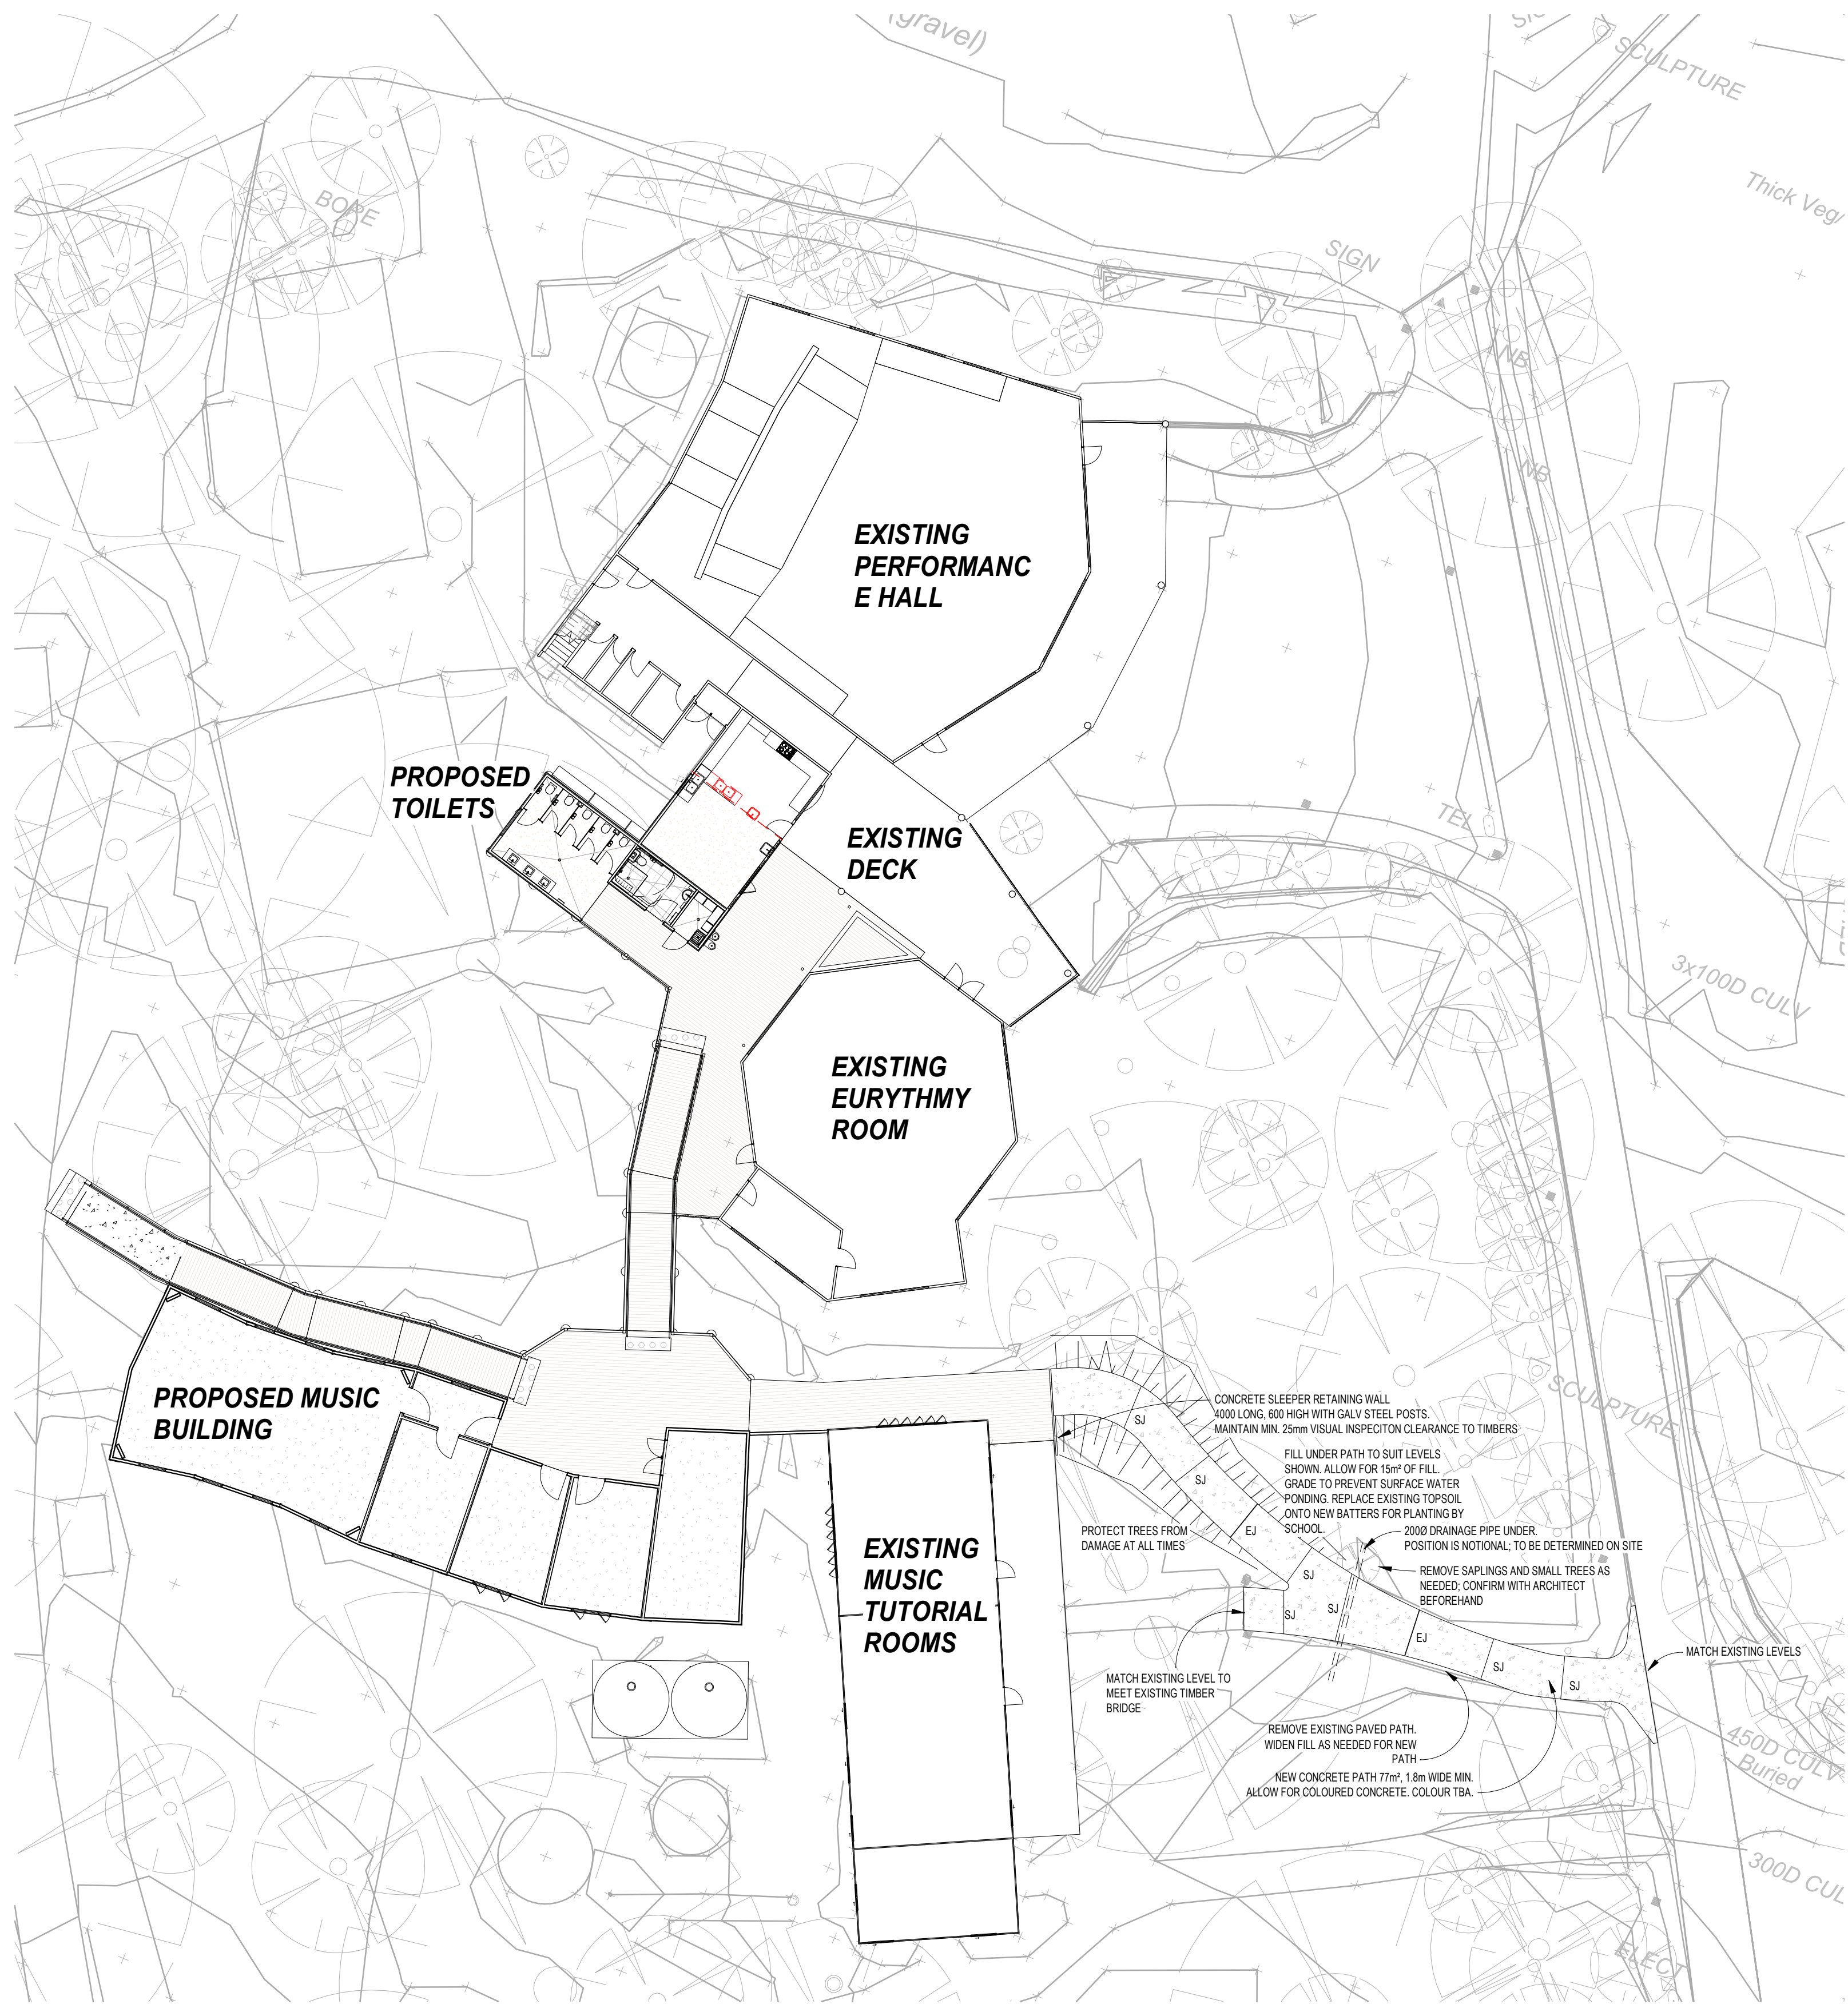 (gravel)
SCULPTURE
Thick Veg/
BORE
SIGN
NB
NB
EXISTING
PERFORMANC
E HALL
PROPOSED
TOILETS
EXISTING
DECK
TEL
3x100D CULV
EXISTING
EURYTHMY
ROOM
PROPOSED MUSIC
BUILDING
SCULPTURE
CONCRETE SLEEPER RETAINING WALL
4000 LONG, 600 HIGH WITH GALV STEEL POSTS.
MAINTAIN MIN. 25mm VISUAL INSPECITON CLEARANCE TO TIMBERS
SJ
FILL UNDER PATH TO SUIT LEVELS
SHOWN. ALLOW FOR 15m² OF FILL.
GRADE TO PREVENT SURFACE WATER
PONDING. REPLACE EXISTING TOPSOIL
ONTO NEW BATTERS FOR PLANTING BY
SCHOOL.
SJ
EJ
PROTECT TREES FROM
DAMAGE AT ALL TIMES
200Ø DRAINAGE PIPE UNDER.
POSITION IS NOTIONAL; TO BE DETERMINED ON SITE
EXISTING
MUSIC
TUTORIAL
ROOMS
SJ
REMOVE SAPLINGS AND SMALL TREES AS
NEEDED; CONFIRM WITH ARCHITECT
BEFOREHAND
SJ
SJ
EJ
MATCH EXISTING LEVELS
SJ
SJ
MATCH EXISTING LEVEL TO
MEET EXISTING TIMBER
BRIDGE
REMOVE EXISTING PAVED PATH.
WIDEN FILL AS NEEDED FOR NEW
PATH
NEW CONCRETE PATH 77m², 1.8m WIDE MIN.
ALLOW FOR COLOURED CONCRETE. COLOUR TBA.
450D CULV
Buried
300D CUL
ELECT